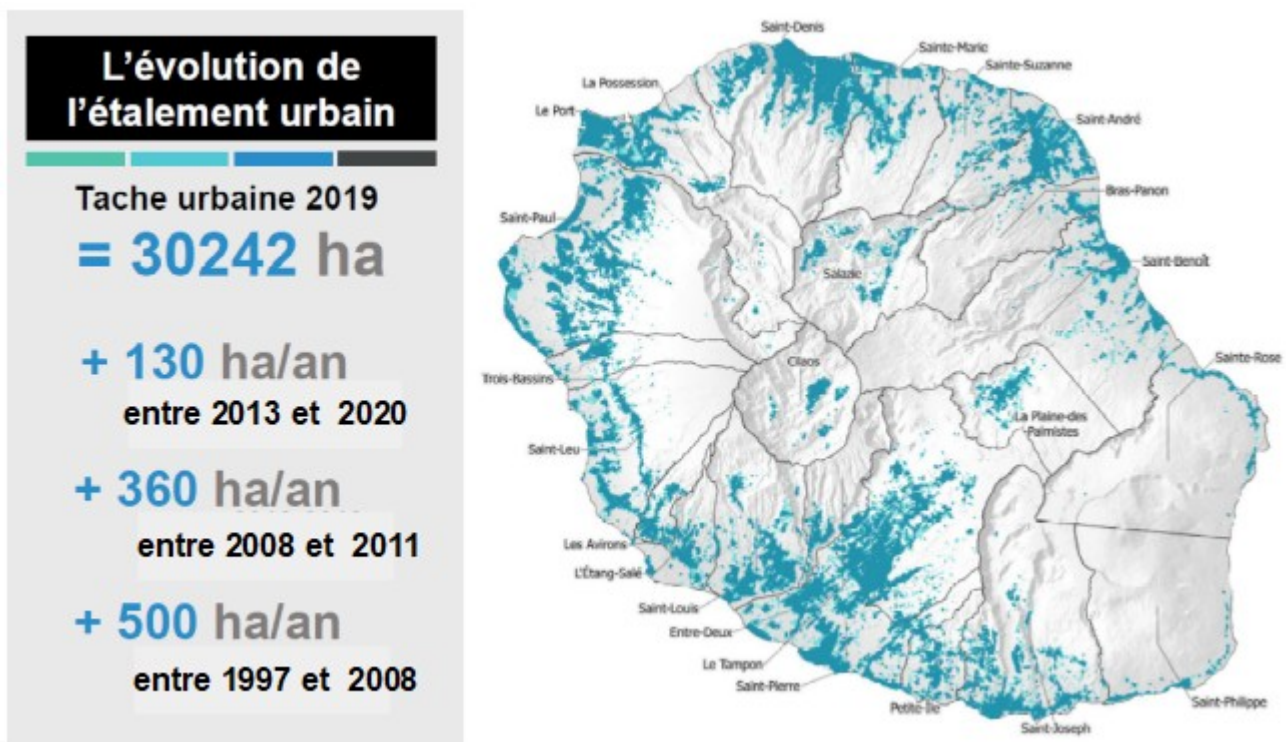 L'évolution de
l'étalement urbain
Tache urbaine 2019
= 30242 ha
+ 130 ha/an
entre 2013 et 2020
+ 360 ha/an
entre 2008 et 2011
+ 500 ha/an
entre 1997 et 2008
Saint-Denis
Sainte-Marie
Sainte-Suzanne
La Possession
Le Port
Saint-André
Bras-Panon
Saint-Paul
Saint-Benoît
Salazie
Sainte-Rose
Cilaos
Trois-Bassins
La Plaine-des
-Palmistes
Saint-Leu
Les Avirons
L'Étang-Salé
Saint-Louis
Entre-Deux
Le Tampon
Saint-Pierre
Petite-Ile
Saint-Joseph
Saint-Philippe